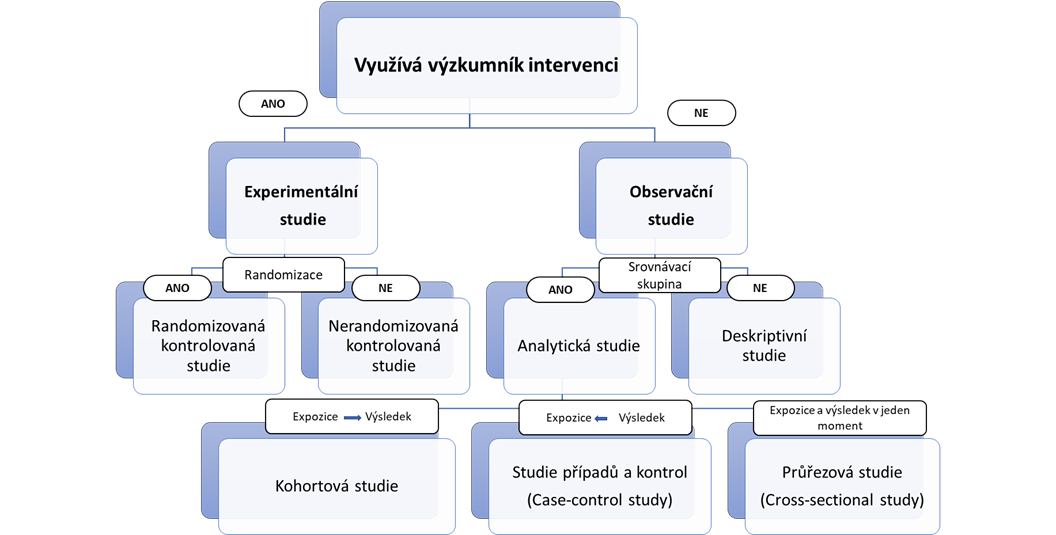 Využívá výzkumník intervenci
ANO
NE
Experimentální
studie
Observační
studie
Randomizace
Srovnávací
skupina
ANO
NE
ANO
NE
Randomizovaná
kontrolovaná
studie
Nerandomizovaná
kontrolovaná
studie
Analytická studie
Deskriptivní
studie
Expozice Výsledek
Expozice Výsledek
Expozice a výsledek v jeden
moment
Kohortová studie
Studie případů a kontrol
(Case-control study)
Průřezová studie
(Cross-sectional study)